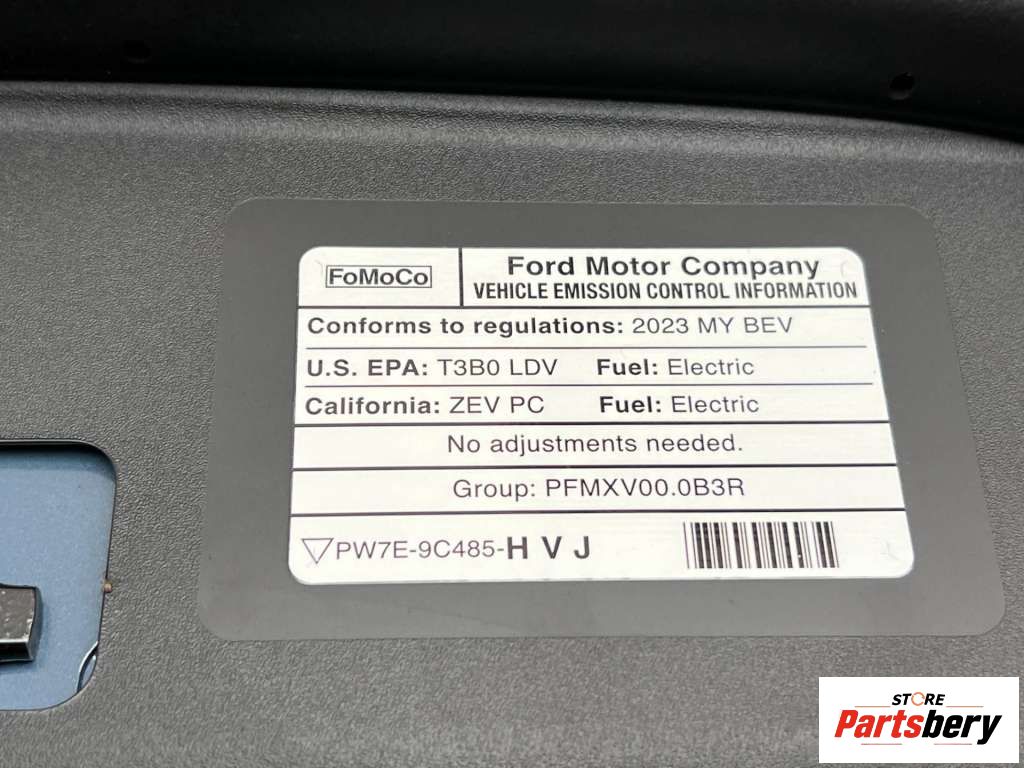 FoMoCo
Ford Motor Company
VEHICLE EMISSION CONTROL INFORMATION
Conforms to regulations: 2023 MY BEV
U.S. EPA: T3B0 LDV Fuel: Electric
California: ZEV PC Fuel: Electric
No adjustments needed.
Group: PFMXV00.0B3R
PW7E-9C485-H V J
STORE
Partsbery